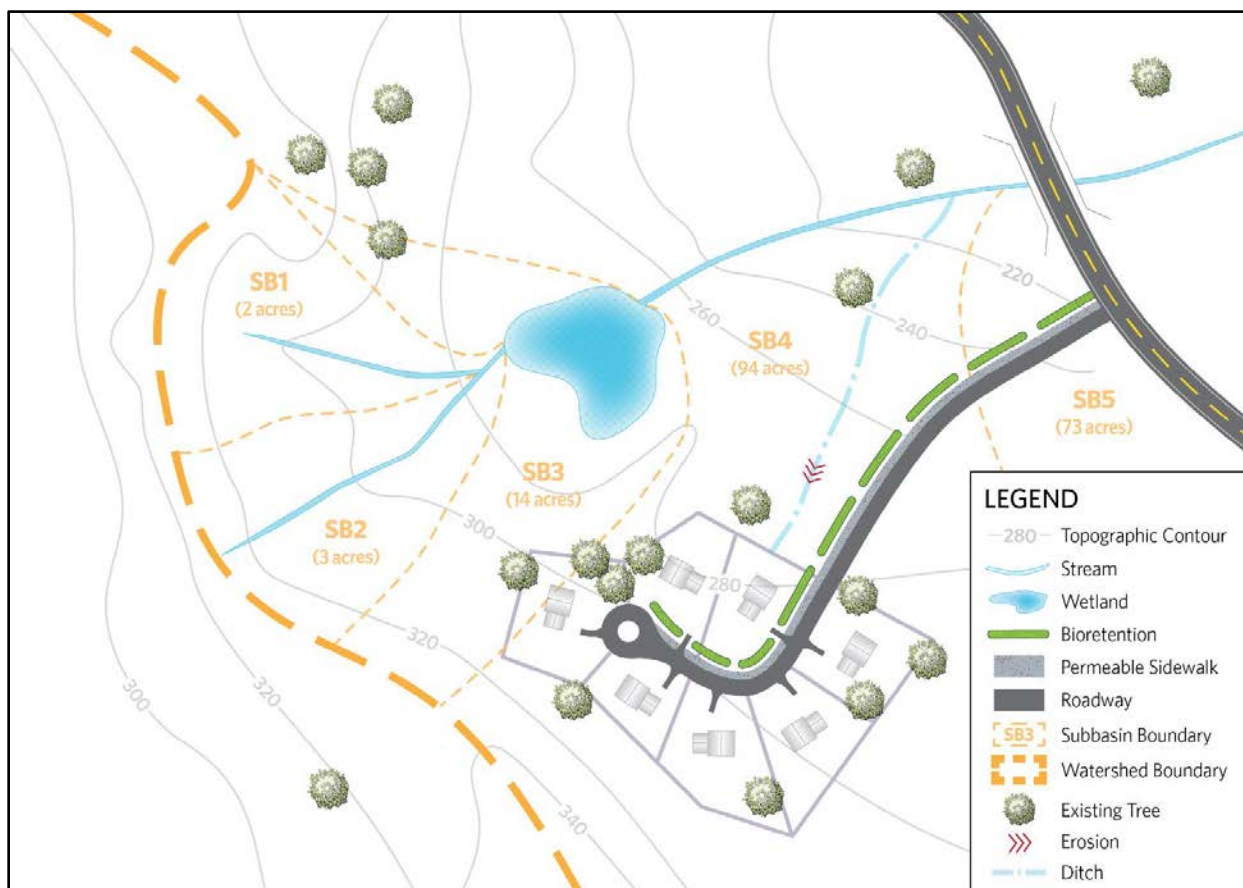 SB1
(2 acres)
220
240
260
SB4
(94 acres)
SB5
(73 acres)
SB3
(14 acres)
300
SB2
(3 acres)
280
320
300
320
340
LEGEND
280 Topographic Contour
Stream
Wetland
Bioretention
Permeable Sidewalk
Roadway
SB3 Subbasin Boundary
Watershed Boundary
Existing Tree
Erosion
Ditch